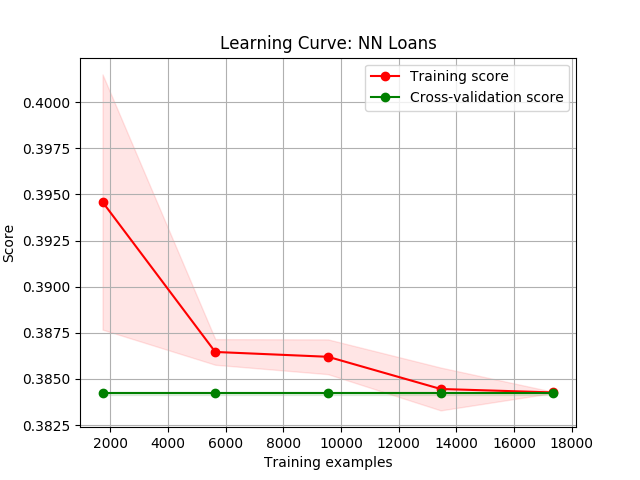 Learning Curve: NN Loans
Training score
Cross-validation score
0.4000
0.3975
0.3950
0.3925
0.3900
0.3875
0.3850
0.3825
Score
2000 4000 6000 8000 10000 12000 14000 16000 18000
Training examples